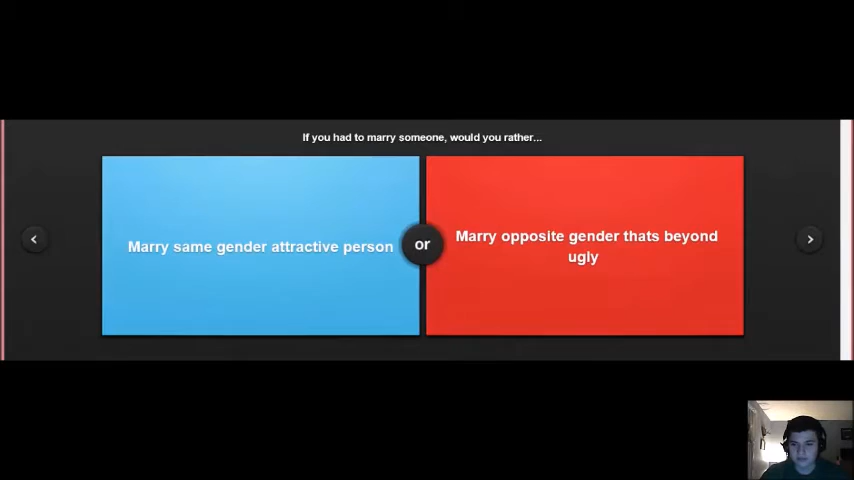 If you had to marry someone, would you rather...
Marry same gender attractive person
or
Marry opposite gender thats beyond
ugly